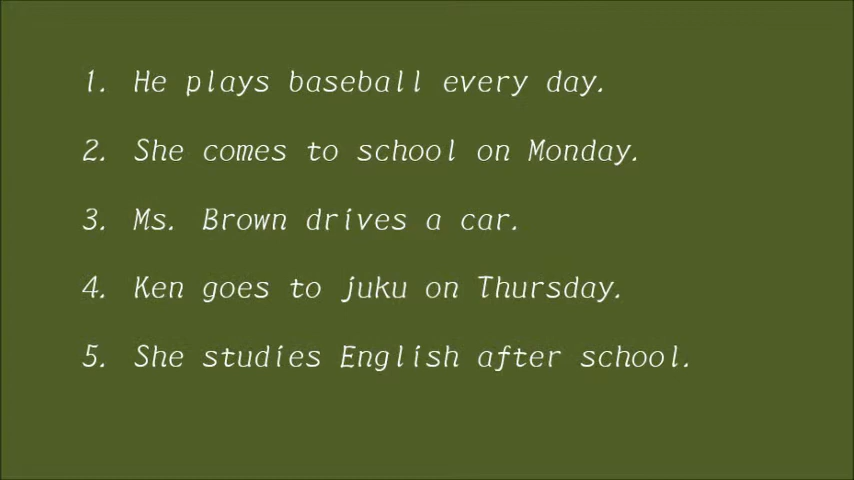 1. He plays baseball every day.
2. She comes to school on Monday.
3. Ms. Brown drives a car.
4. Ken goes to juku on Thursday.
5. She studies English after school.